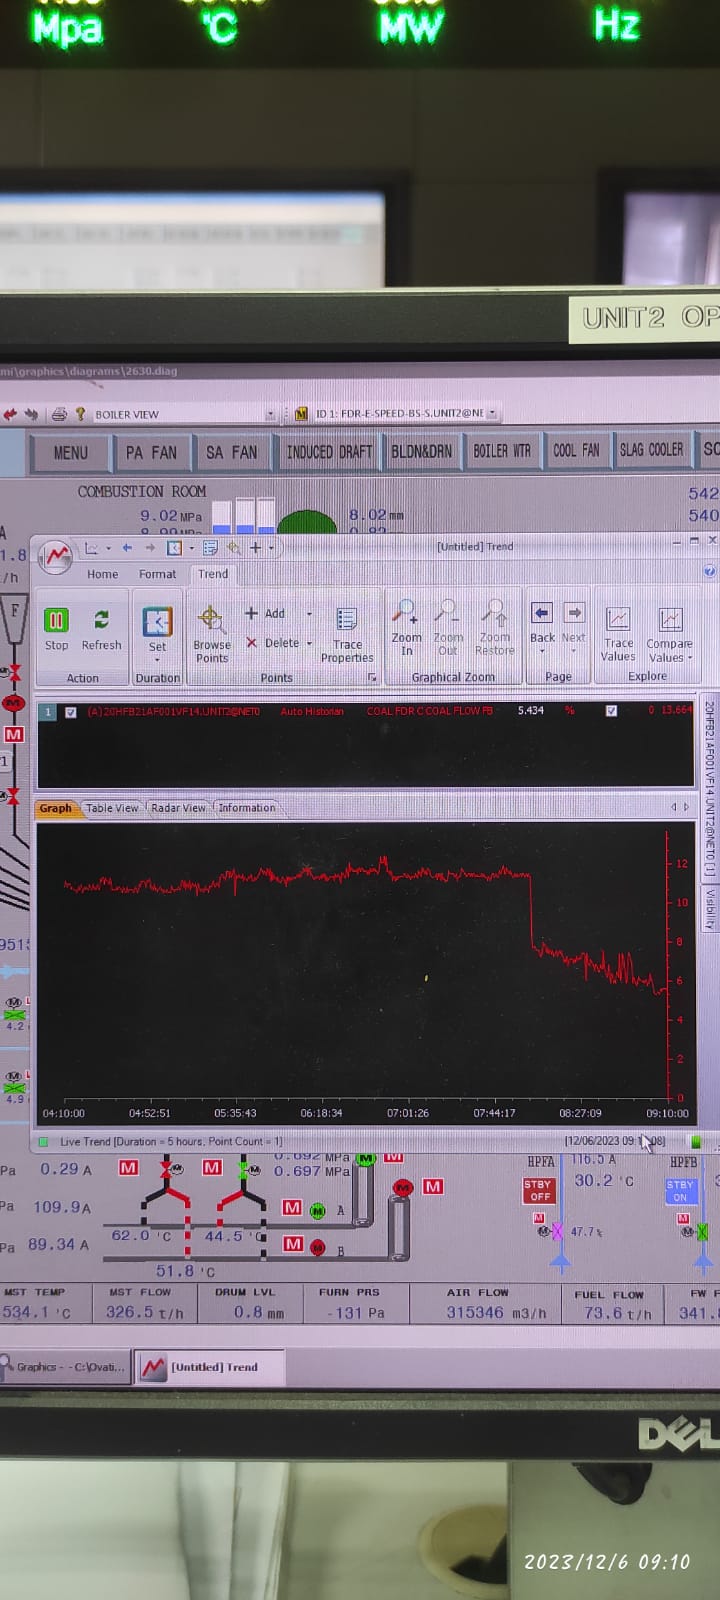 Mpa °C MW Hz
UNIT2 OP
mi\graphics\diagrams\2630.diag
BOILER VIEW ID 1: FDR-E-SPEED-BS-S.UNIT2@NE
MENU PA FAN SA FAN INDUCED DRAFT BLDN&DRN BOILER WTR COOL FAN SLAG COOLER SC
COMBUSTION ROOM 542
9.02 MPa 8.02 mm 540
A
1.8
/h
[Untitled] Trend
Home Format Trend
Stop Refresh Set Browse Points Add Delete Trace Properties Zoom In Zoom Out Zoom Restore Back Next Trace Values Compare Values
Action Duration Points Graphical Zoom Page Explore
F
M
1 (A)20HFB21AF001VF14.UNIT2@NET0 Auto Historian COAL FDR C COAL FLOW FB 5.434 % 0 13.664
20HFB21AF001VF14.UNIT2@NET0 [1]
Visibility
Graph Table View Radar View Information
12
10
8
6
4
2
0
9515
4.2
4.9
04:10:00 04:52:51 05:35:43 06:18:34 07:01:26 07:44:17 08:27:09 09:10:00
Live Trend [Duration = 5 hours, Point Count = 1]
Pa 0.29 A M M 0.697 MPa HPFA 116.5 A HPFB
STBY OFF 30.2 °C STBY ON
Pa 109.9 A M M A M
62.0 °C 44.5 °C M 47.7 % M
Pa 89.34 A M B
51.8 °C
MST TEMP MST FLOW DRUM LVL FURN PRS AIR FLOW FUEL FLOW FW F
534.1 °C 326.5 t/h 0.8 mm -131 Pa 315346 m3/h 73.6 t/h 341.
Graphics - - C:\Ovati... [Untitled] Trend
DELL
2023/12/6 09:10